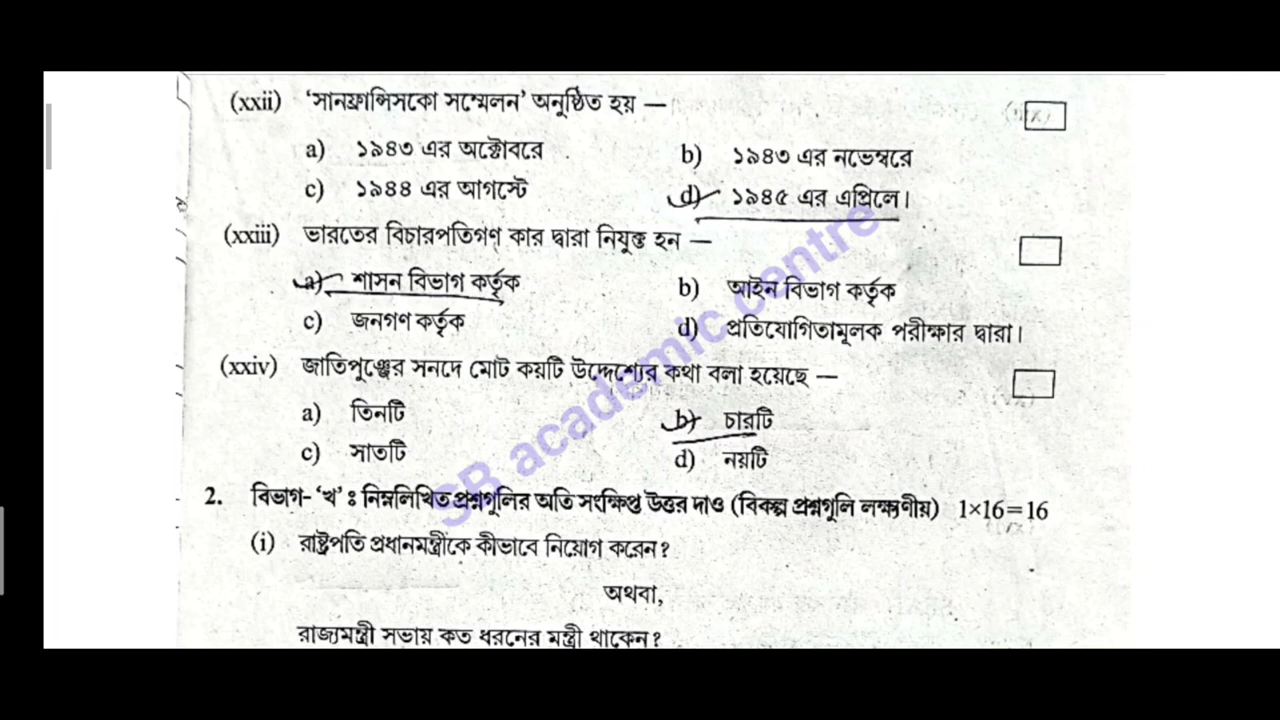 (xxii) 'সানফ্রান্সিসকো সম্মেলন' অনুষ্ঠিত হয় —
a) ১৯৪৩ এর অক্টোবরে b) ১৯৪৩ এর নভেম্বরে
c) ১৯৪৪ এর আগস্টে d) ১৯৪৫ এর এপ্রিলে।
(xxiii) ভারতের বিচারপতিগণ কার দ্বারা নিযুক্ত হন —
a) শাসন বিভাগ কর্তৃক b) আইন বিভাগ কর্তৃক
c) জনগণ কর্তৃক d) প্রতিযোগিতামূলক পরীক্ষার দ্বারা।
(xxiv) জাতিপুঞ্জের সনদে মোট কয়টি উদ্দেশ্যের কথা বলা হয়েছে —
a) তিনটি b) চারটি
c) সাতটি d) নয়টি
2. বিভাগ- 'খ' ঃ নিম্নলিখিত প্রশ্নগুলির অতি সংক্ষিপ্ত উত্তর দাও (বিকল্প প্রশ্নগুলি লক্ষ্যণীয়) 1×16=16
(i) রাষ্ট্রপতি প্রধানমন্ত্রীকে কীভাবে নিয়োগ করেন?
অথবা,
রাজ্যমন্ত্রী সভায় কত ধরনের মন্ত্রী থাকেন?
SB academic centre